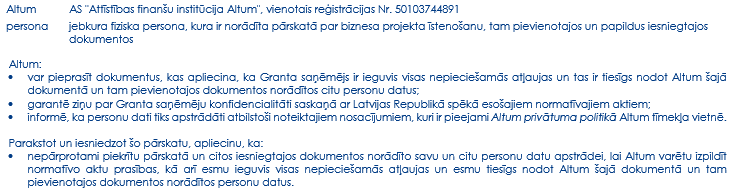 Altum AS "Attīstības finanšu institūcija Altum", vienotais reģistrācijas Nr. 50103744891
persona jebkura fiziska persona, kura ir norādīta pārskatā par biznesa projekta īstenošanu, tam pievienotajos un papildus iesniegtajos
dokumentos
Altum:
• var pieprasīt dokumentus, kas apliecina, ka Granta saņēmējs ir ieguvis visas nepieciešamās atļaujas un tas ir tiesīgs nodot Altum šajā
dokumentā un tam pievienotajos dokumentos norādītos citu personu datus;
• garantē ziņu par Granta saņēmēju konfidencialitāti saskaņā ar Latvijas Republikā spēkā esošajiem normatīvajiem aktiem;
• informē, ka personu dati tiks apstrādāti atbilstoši noteiktajiem nosacījumiem, kuri ir pieejami Altum privātuma politikā Altum tīmekļa vietnē.
Parakstot un iesniedzot šo pārskatu, apliecinu, ka:
• nepārprotami piekrītu pārskatā un citos iesniegtajos dokumentos norādīto savu un citu personu datu apstrādei, lai Altum varētu izpildīt
normatīvo aktu prasības, kā arī esmu ieguvis visas nepieciešamās atļaujas un esmu tiesīgs nodot Altum šajā dokumentā un tam
pievienotajos dokumentos norādītos personu datus.